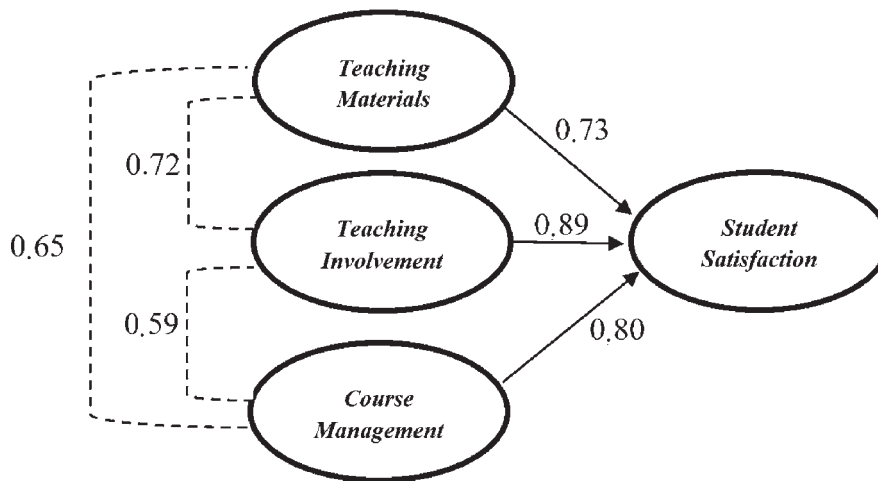 Teaching
Materials
0.73
0.72
0.65
Teaching
Involvement
0.89
Student
Satisfaction
0.59
0.80
Course
Management